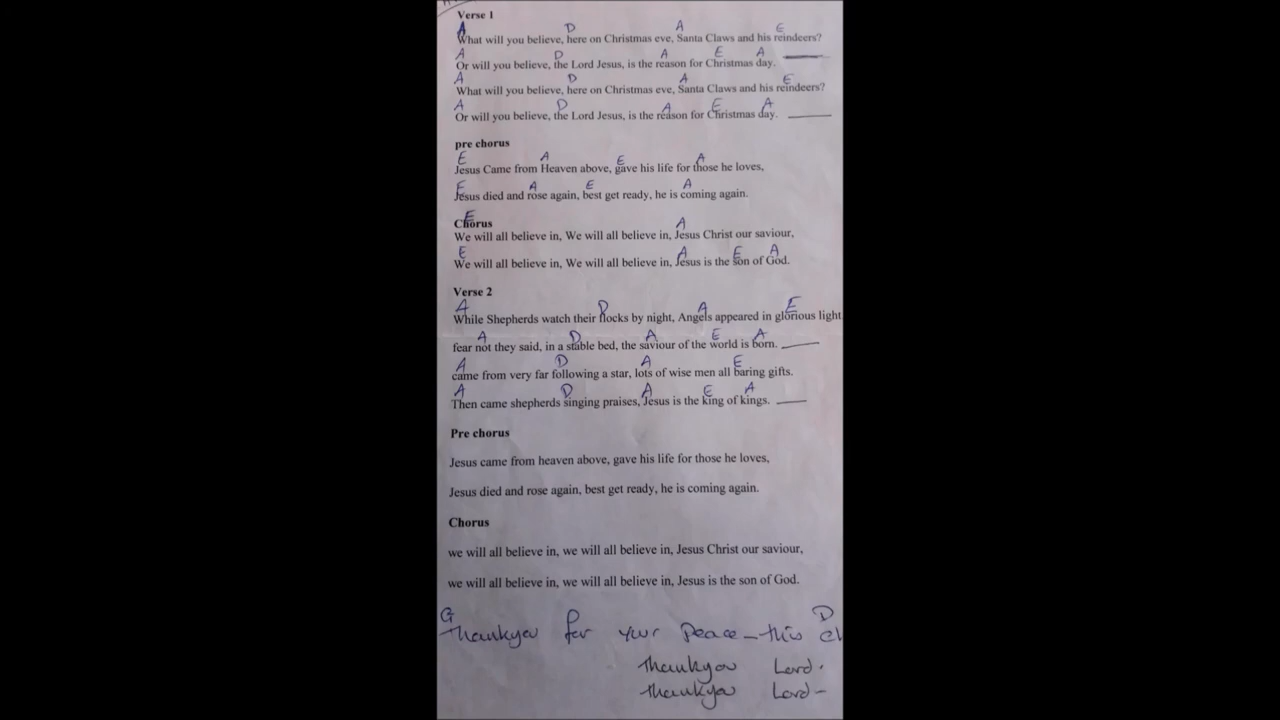 Verse 1
A D A E
What will you believe, here on Christmas eve, Santa Claws and his reindeers?
A D A E A
Or will you believe, the Lord Jesus, is the reason for Christmas day.
A D A E
What will you believe, here on Christmas eve, Santa Claws and his reindeers?
A D A E A
Or will you believe, the Lord Jesus, is the reason for Christmas day.
pre chorus
E A E A
Jesus Came from Heaven above, gave his life for those he loves,
E A E A
Jesus died and rose again, best get ready, he is coming again.
Chorus
E A
We will all believe in, We will all believe in, Jesus Christ our saviour,
E A E A
We will all believe in, We will all believe in, Jesus is the son of God.
Verse 2
A D A E
While Shepherds watch their flocks by night, Angels appeared in glorious light
A D A E A
fear not they said, in a stable bed, the saviour of the world is born.
A D A E
came from very far following a star, lots of wise men all baring gifts.
A D A E A
Then came shepherds singing praises, Jesus is the king of kings.
Pre chorus
Jesus came from heaven above, gave his life for those he loves,
Jesus died and rose again, best get ready, he is coming again.
Chorus
we will all believe in, we will all believe in, Jesus Christ our saviour,
we will all believe in, we will all believe in, Jesus is the son of God.
G D
Thankyou for your Peace - this
Thankyou Lord.
Thankyou Lord -